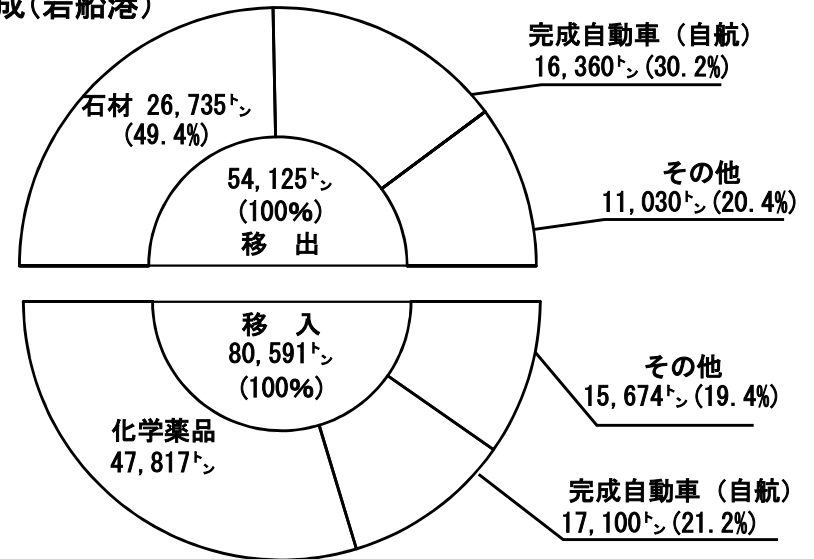 成(岩船港)
完成自動車（自航）
16,360㌧(30.2%)
石材 26,735㌧
(49.4%)
54,125㌧
(100%)
移　出
その他
11,030㌧(20.4%)
移　入
80,591㌧
(100%)
その他
15,674㌧(19.4%)
化学薬品
47,817㌧
完成自動車（自航）
17,100㌧(21.2%)